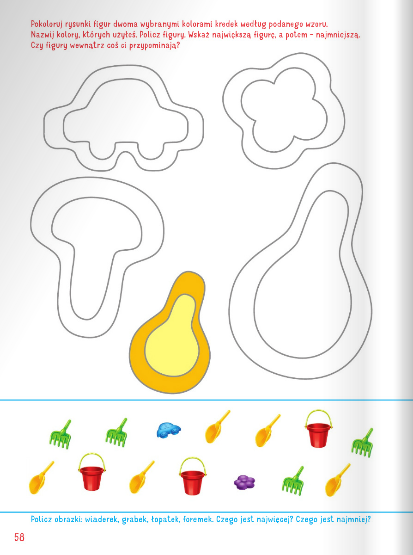 Pokoloruj rysunki figur dwoma wybranymi kolorami kredek według podanego wzoru.
Nazwij kolory, których użyłeś. Policz figury. Wskaż największą figurę, a potem – najmniejszą.
Czy figury wewnątrz coś ci przypominają?
Policz obrazki: wiaderek, grabek, łopatek, foremek. Czego jest najwięcej? Czego jest najmniej?
58